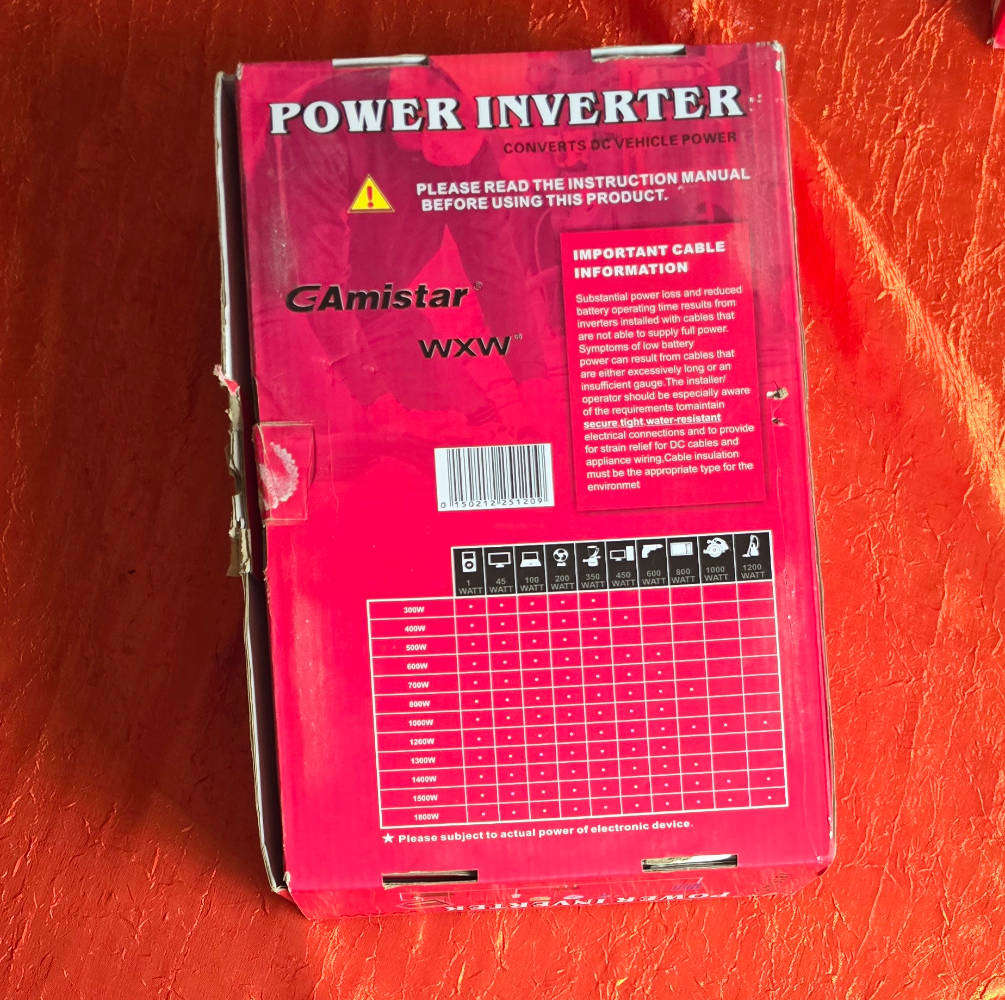 POWER INVERTER
CONVERTS DC VEHICLE POWER
PLEASE READ THE INSTRUCTION MANUAL
BEFORE USING THIS PRODUCT.
IMPORTANT CABLE
INFORMATION
Substantial power loss and reduced
battery operating time results from
inverters installed with cables that
are not able to supply full power.
Symptoms of low battery
power can result from cables that
are either excessively long or an
insufficient gauge.The installer/
operator should be especially aware
of the requirements tomaintain
secure tight water-resistant
electrical connections and to provide
for strain relief for DC cables and
appliance wiring.Cable insulation
must be the appropriate type for the
environmet
GAmistar®
WXW
0 150212 251209
1 WATT 45 WATT 100 WATT 200 WATT 350 WATT 450 WATT 600 WATT 800 WATT 1000 WATT 1200 WATT
300W
400W
500W
600W
700W
800W
1000W
1200W
1300W
1400W
1500W
1800W
★ Please subject to actual power of electronic device.
POWER INVERTER